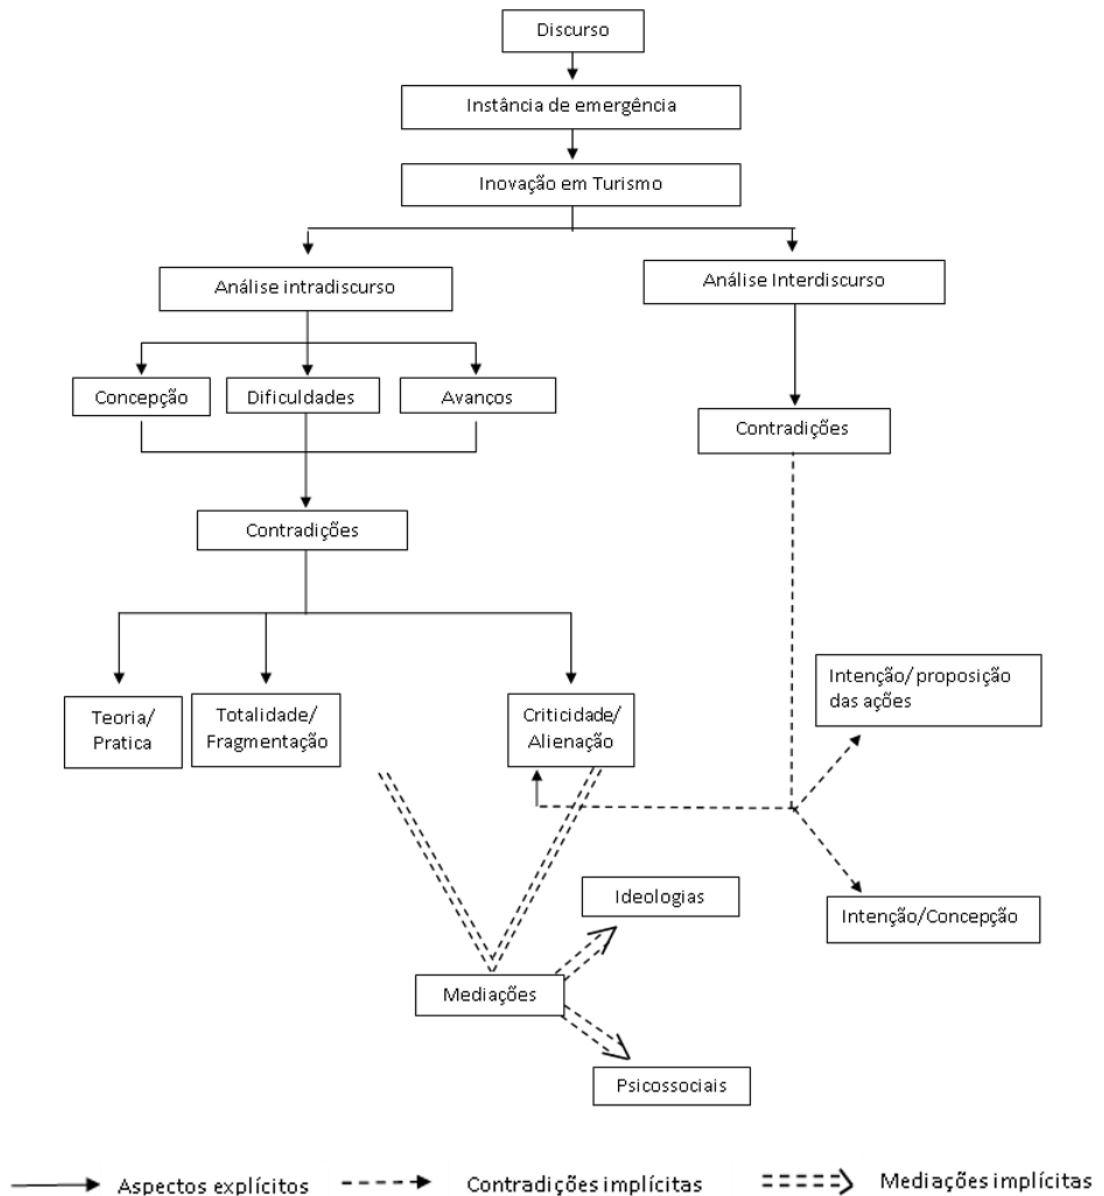 Discurso
Instância de emergência
Inovação em Turismo
Análise intradiscurso
Análise Interdiscurso
Concepção
Dificuldades
Avanços
Contradições
Contradições
Teoria/
Pratica
Totalidade/
Fragmentação
Criticidade/
Alienação
Intenção/ proposição
das ações
Ideologias
Intenção/Concepção
Mediações
Psicossociais
Aspectos explícitos
Contradições implícitas
Mediações implícitas